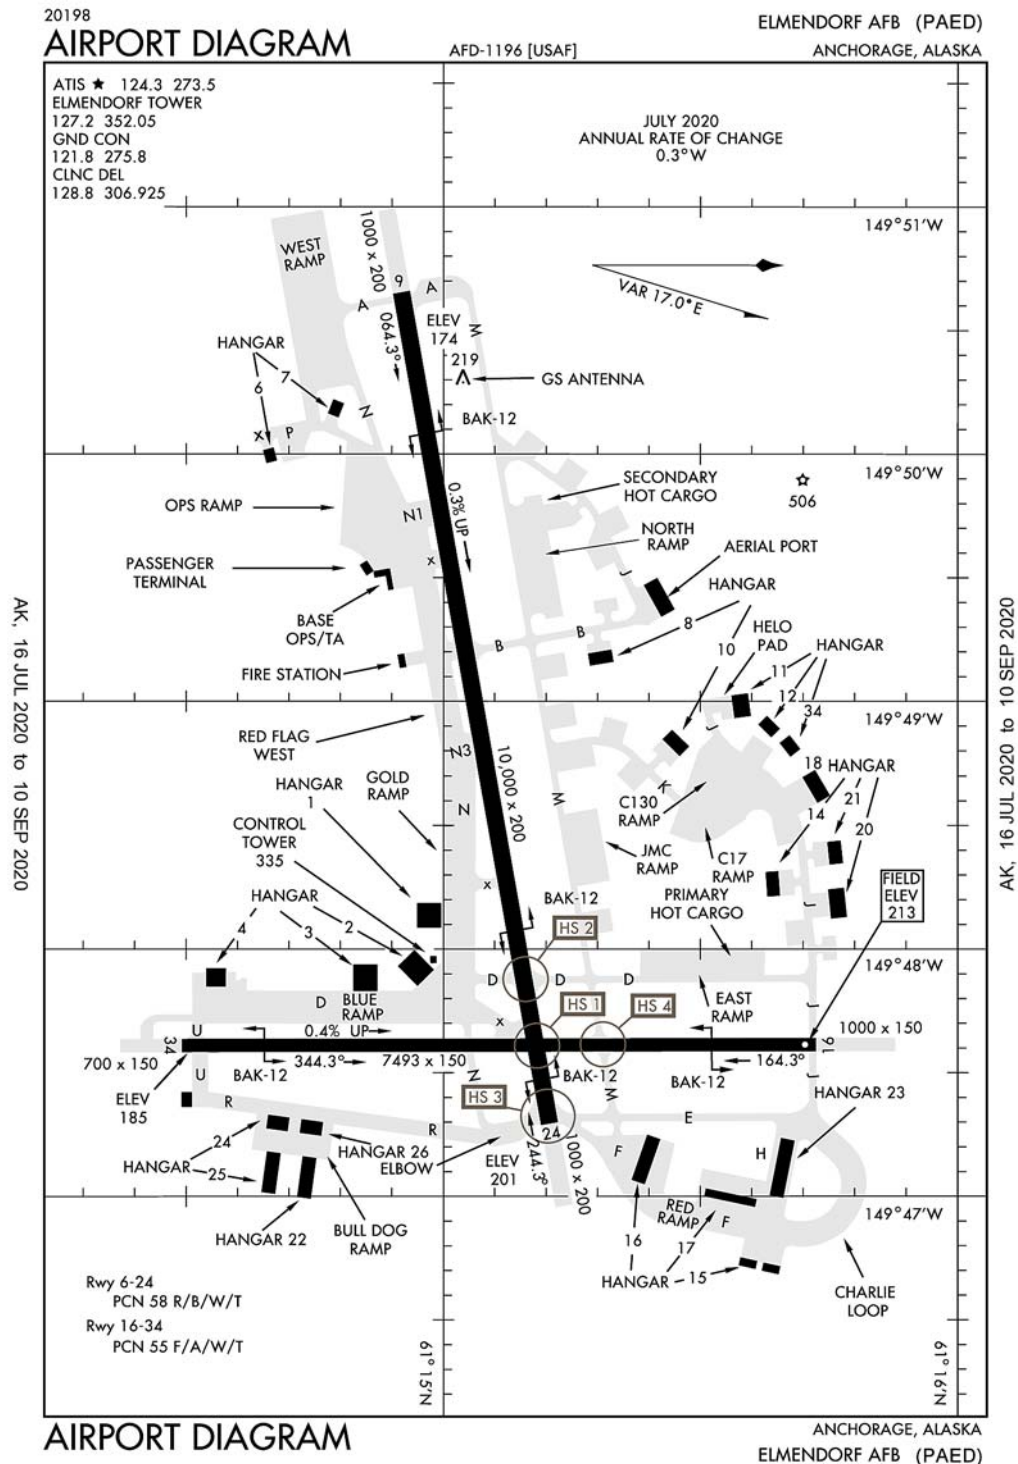 20198
AIRPORT DIAGRAM
AFD-1196 [USAF]
ELMENDORF AFB (PAED)
ANCHORAGE, ALASKA
ATIS ★ 124.3 273.5
ELMENDORF TOWER
127.2 352.05
GND CON
121.8 275.8
CLNC DEL
128.8 306.925
JULY 2020
ANNUAL RATE OF CHANGE
0.3°W
149°51'W
VAR 17.0°E
WEST
RAMP
1000 x 200
9
A
A
M
ELEV
174
064.3°
219
GS ANTENNA
HANGAR
6
7
N
X
P
BAK-12
149°50'W
506
SECONDARY
HOT CARGO
NORTH
RAMP
AERIAL PORT
OPS RAMP
N1
0.3% UP
X
J
PASSENGER
TERMINAL
BASE
OPS/TA
HANGAR
8
10
HELO
PAD
B
B
FIRE STATION
HANGAR
11
12
34
149°49'W
RED FLAG
WEST
N3
J
10,000 x 200
HANGAR
1
GOLD
RAMP
N
M
K
C130
RAMP
18
HANGAR
14
21
20
CONTROL
TOWER
335
JMC
RAMP
C17
RAMP
PRIMARY
HOT CARGO
X
J
FIELD
ELEV
213
HANGAR
4
3
2
BAK-12
HS 2
149°48'W
D
D
D
D
BLUE
RAMP
EAST
RAMP
HS 1
HS 4
X
J
U
0.4% UP
1000 x 150
34
16
700 x 150
344.3°
7493 x 150
164.3°
U
BAK-12
N
BAK-12
BAK-12
J
ELEV
185
HS 3
M
HANGAR 23
R
R
E
24
24
HANGAR
25
HANGAR 26
ELBOW
ELEV
201
244.3°
1000 x 200
F
H
HANGAR 22
BULL DOG
RAMP
RED
RAMP
F
149°47'W
16
17
HANGAR
15
CHARLIE
LOOP
Rwy 6-24
PCN 58 R/B/W/T
Rwy 16-34
PCN 55 F/A/W/T
61°15'N
61°16'N
AK, 16 JUL 2020 to 10 SEP 2020
AK, 16 JUL 2020 to 10 SEP 2020
AIRPORT DIAGRAM
ANCHORAGE, ALASKA
ELMENDORF AFB (PAED)